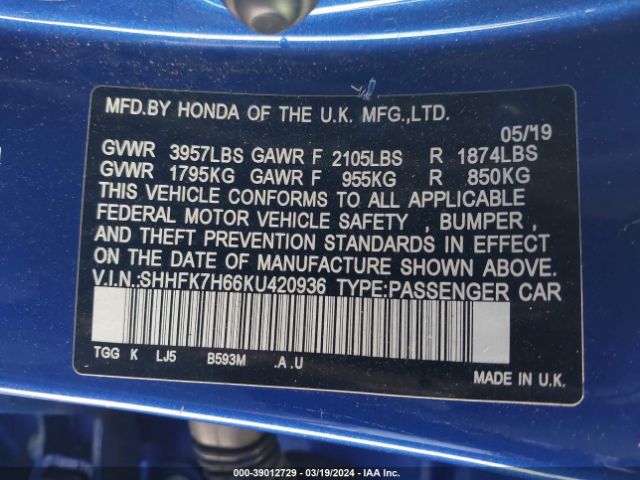 MFD.BY HONDA OF THE U.K. MFG.,LTD.
05/19
GVWR 3957LBS GAWR F 2105LBS R 1874LBS
GVWR 1795KG GAWR F 955KG R 850KG
THIS VEHICLE CONFORMS TO ALL APPLICABLE
FEDERAL MOTOR VEHICLE SAFETY , BUMPER ,
AND THEFT PREVENTION STANDARDS IN EFFECT
ON THE DATE OF MANUFACTURE SHOWN ABOVE.
V.I.N.:SHHFK7H66KU420936 TYPE:PASSENGER CAR
TGG K LJ5 B593M .A .U
MADE IN U.K.
000-39012729 — 03/19/2024 — IAA Inc.